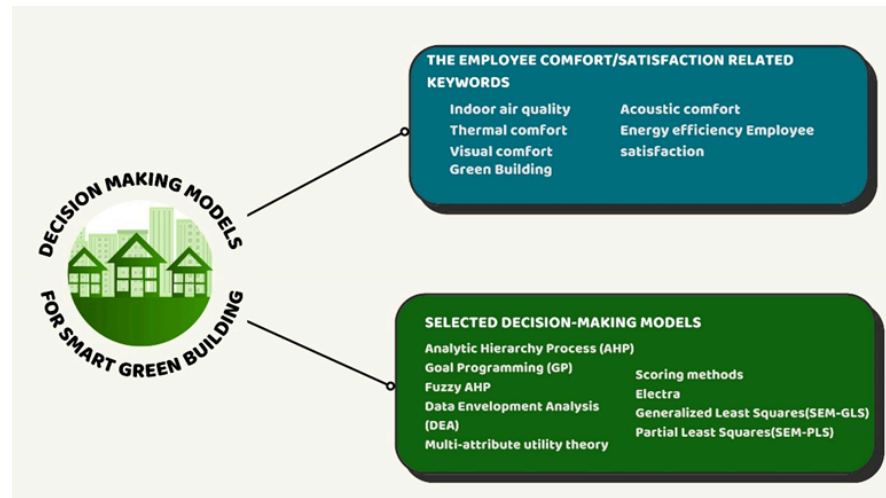 DECISION MAKING MODELS
FOR SMART GREEN BUILDING
THE EMPLOYEE COMFORT/SATISFACTION RELATED
KEYWORDS
Indoor air quality
Thermal comfort
Visual comfort
Green Building
Acoustic comfort
Energy efficiency Employee
satisfaction
SELECTED DECISION-MAKING MODELS
Analytic Hierarchy Process (AHP)
Goal Programming (GP)
Fuzzy AHP
Data Envelopment Analysis
(DEA)
Multi-attribute utility theory
Scoring methods
Electra
Generalized Least Squares(SEM-GLS)
Partial Least Squares(SEM-PLS)